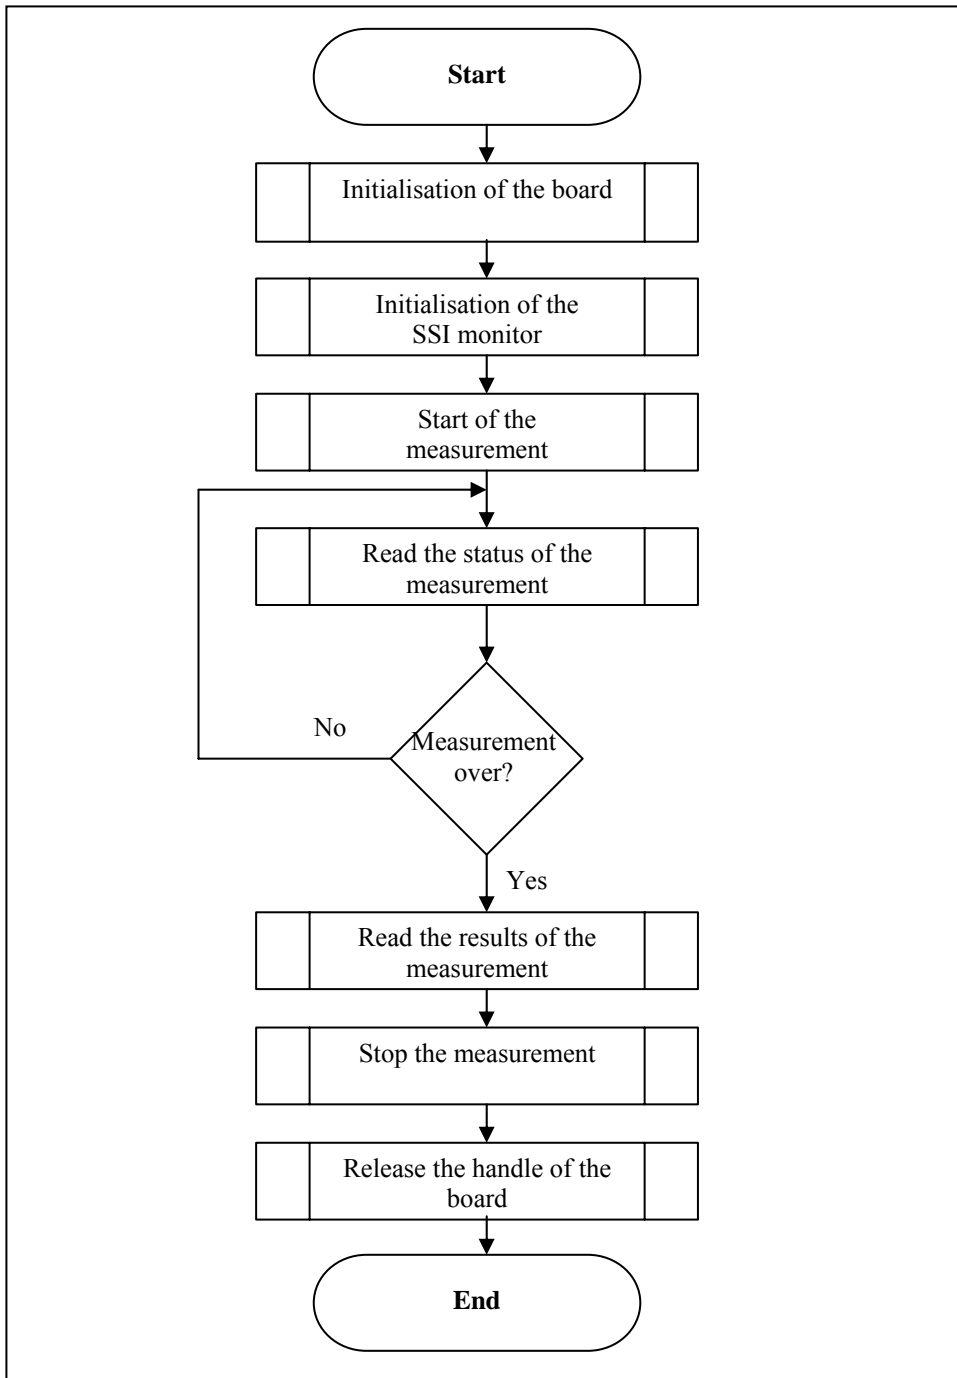 Start
Initialisation of the board
Initialisation of the
SSI monitor
Start of the
measurement
Read the status of the
measurement
No
Measurement
over?
Yes
Read the results of the
measurement
Stop the measurement
Release the handle of the
board
End